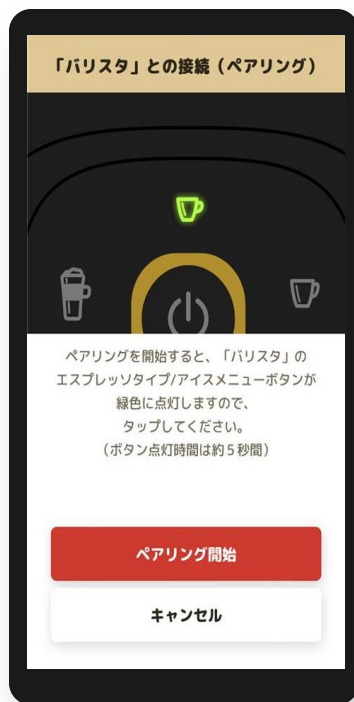 「バリスタ」との接続（ペアリング）
ペアリングを開始すると、「バリスタ」の
エスプレッソタイプ/アイスメニューボタンが
緑色に点灯しますので、
タップしてください。
（ボタン点灯時間は約５秒間）
ペアリング開始
キャンセル